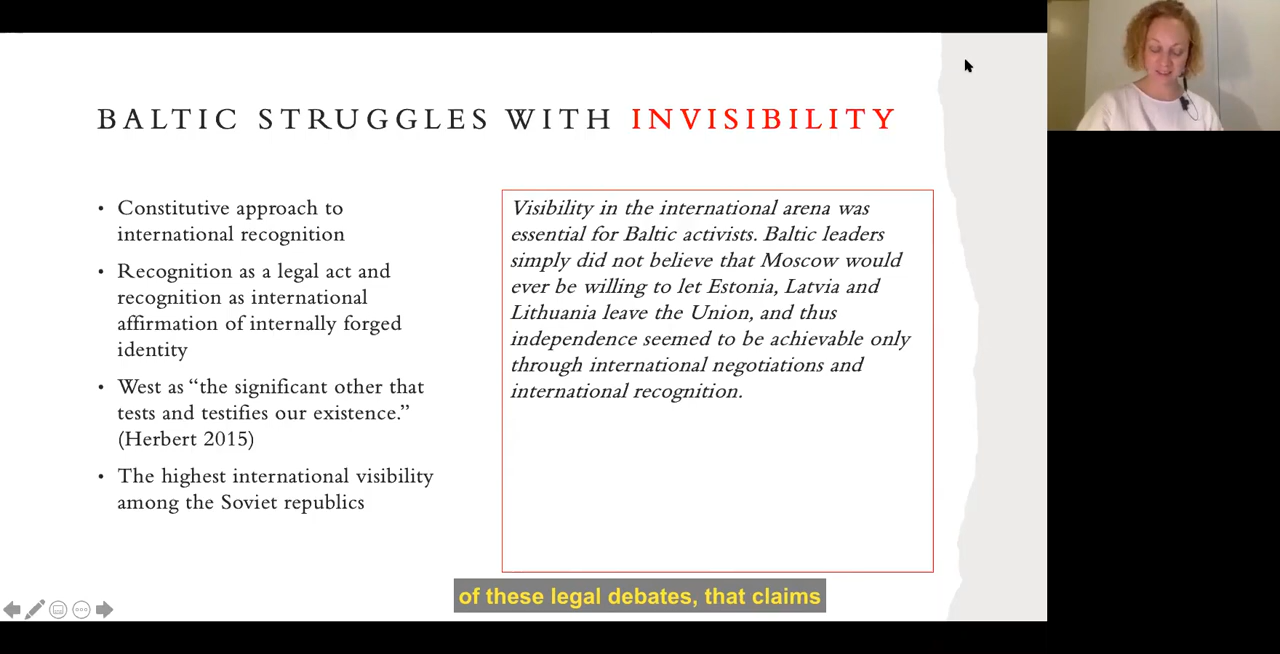 BALTIC STRUGGLES WITH INVISIBILITY
• Constitutive approach to
international recognition
• Recognition as a legal act and
recognition as international
affirmation of internally forged
identity
• West as “the significant other that
tests and testifies our existence.”
(Herbert 2015)
• The highest international visibility
among the Soviet republics
Visibility in the international arena was
essential for Baltic activists. Baltic leaders
simply did not believe that Moscow would
ever be willing to let Estonia, Latvia and
Lithuania leave the Union, and thus
independence seemed to be achievable only
through international negotiations and
international recognition.
of these legal debates, that claims